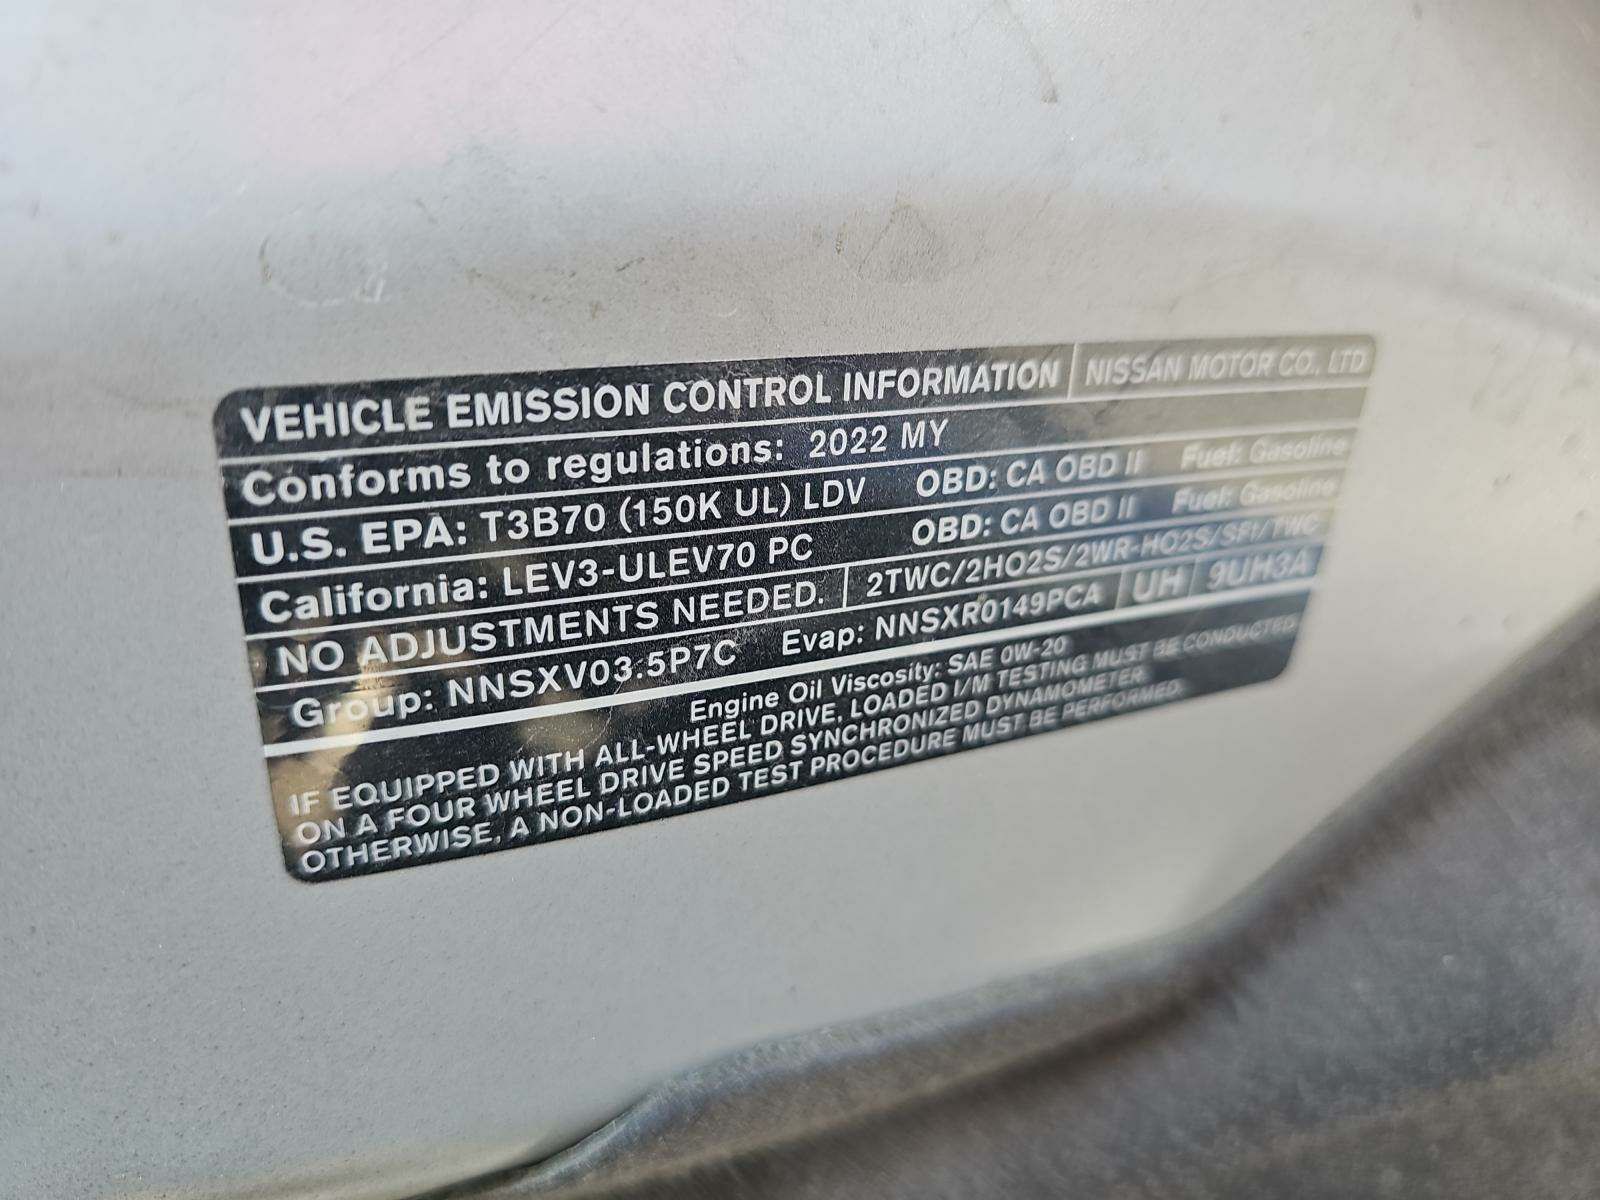 VEHICLE EMISSION CONTROL INFORMATION NISSAN MOTOR CO., LTD
Conforms to regulations: 2022 MY
U.S. EPA: T3B70 (150K UL) LDV OBD: CA OBD II Fuel: Gasoline
California: LEV3-ULEV70 PC OBD: CA OBD II Fuel: Gasoline
NO ADJUSTMENTS NEEDED. 2TWC/2HO2S/2WR-HO2S/SFI/TWC
Group: NNSXV03.5P7C Evap: NNSXR0149PCA UH 9UH3A
Engine Oil Viscosity: SAE 0W-20
IF EQUIPPED WITH ALL-WHEEL DRIVE, LOADED I/M TESTING MUST BE CONDUCTED
ON A FOUR WHEEL DRIVE SPEED SYNCHRONIZED DYNAMOMETER.
OTHERWISE, A NON-LOADED TEST PROCEDURE MUST BE PERFORMED.